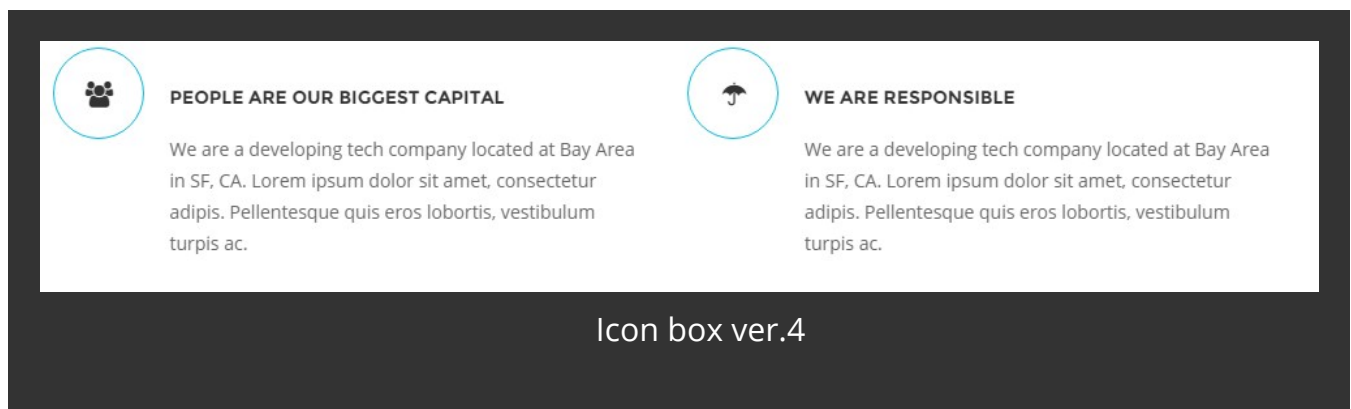 PEOPLE ARE OUR BIGGEST CAPITAL
We are a developing tech company located at Bay Area
in SF, CA. Lorem ipsum dolor sit amet, consectetur
adipis. Pellentesque quis eros lobortis, vestibulum
turpis ac.
WE ARE RESPONSIBLE
We are a developing tech company located at Bay Area
in SF, CA. Lorem ipsum dolor sit amet, consectetur
adipis. Pellentesque quis eros lobortis, vestibulum
turpis ac.
Icon box ver.4